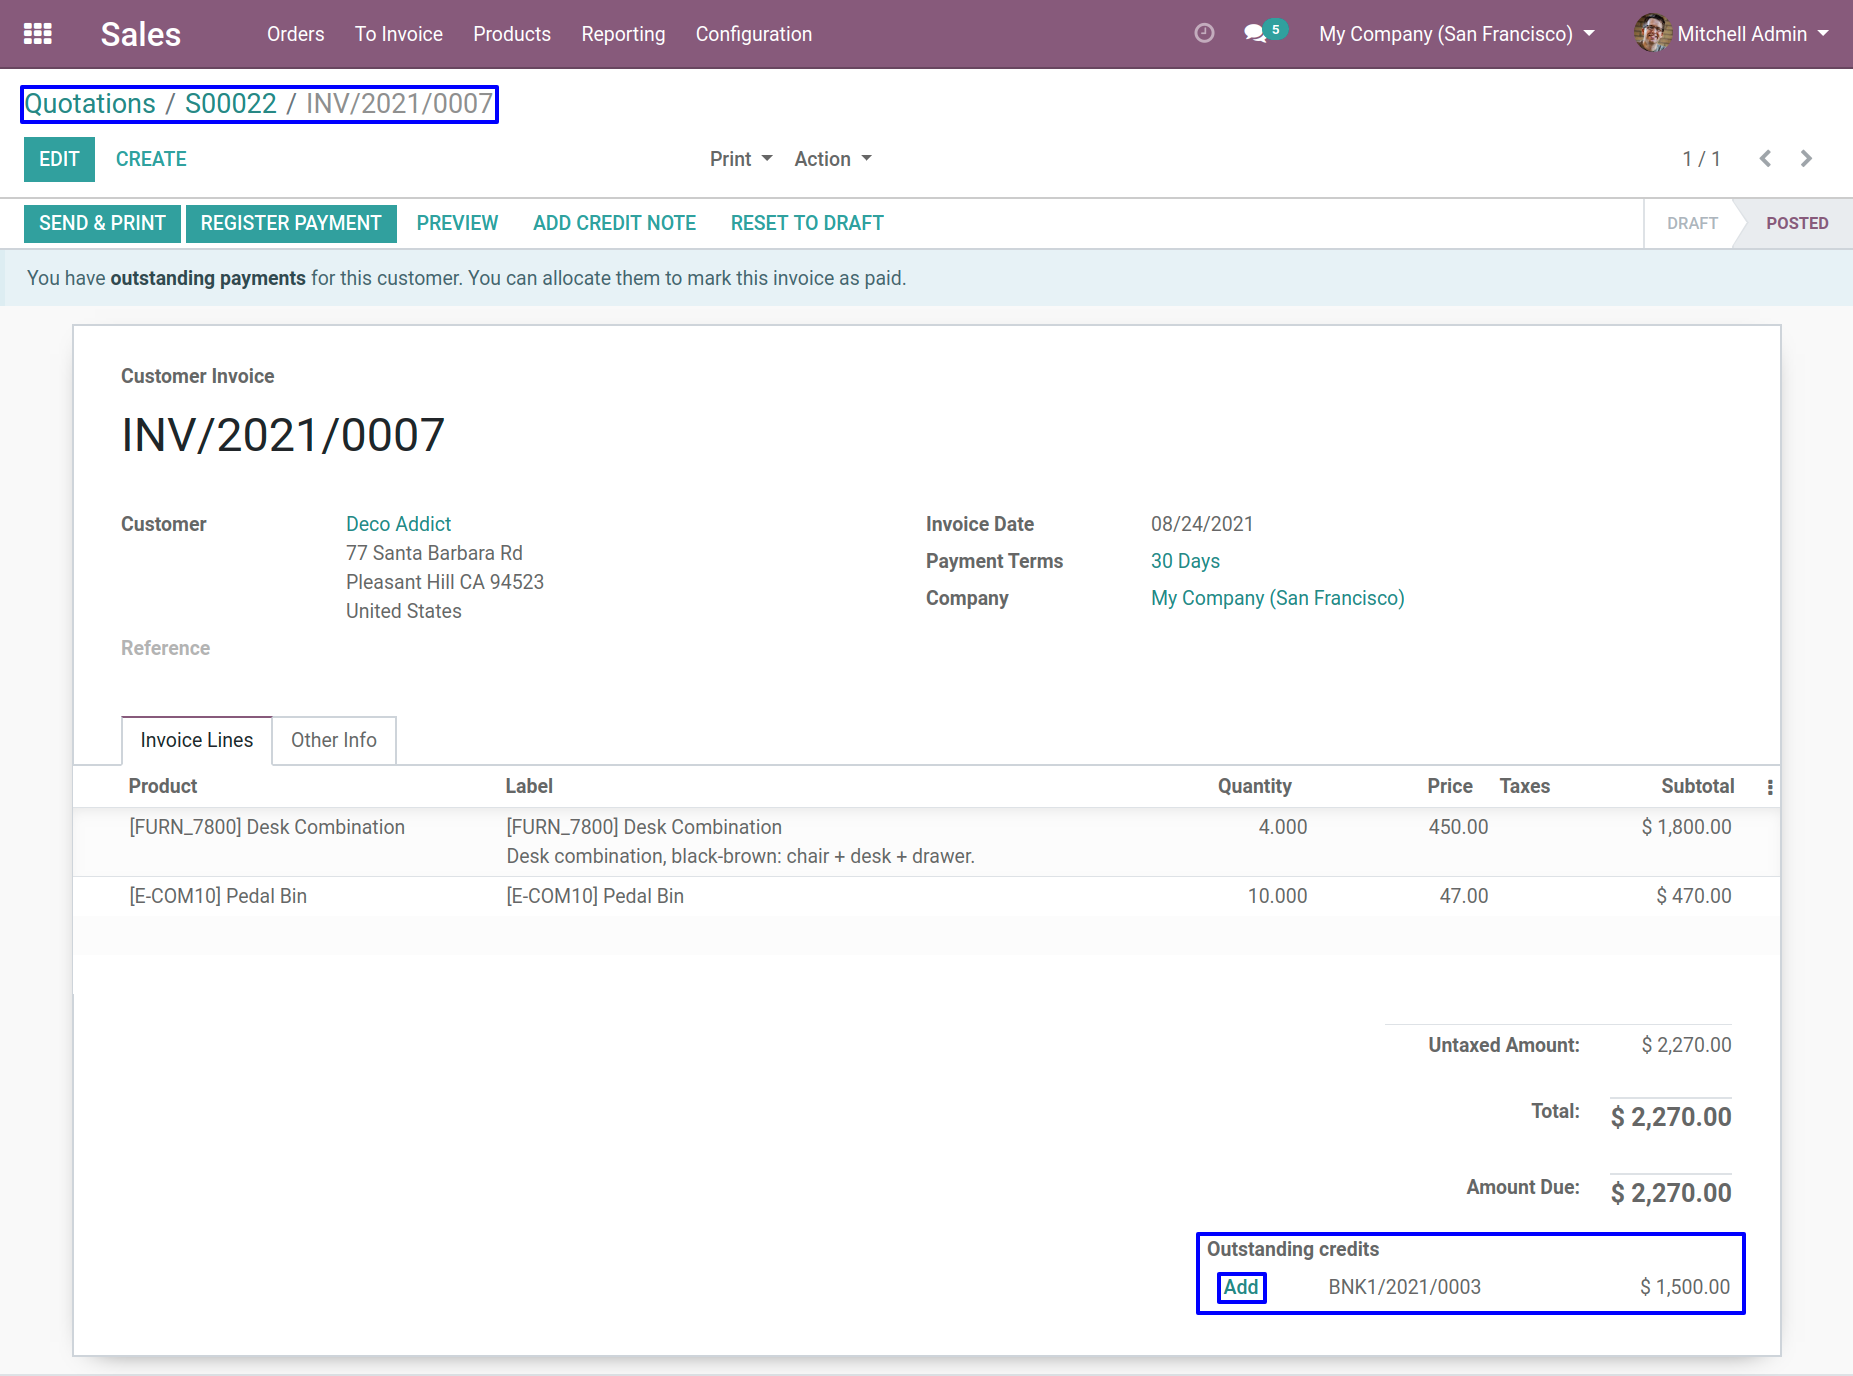 Sales Orders To Invoice Products Reporting Configuration 5 My Company (San Francisco) Mitchell Admin
Quotations / S00022 / INV/2021/0007
EDIT CREATE Print Action 1 / 1
SEND & PRINT REGISTER PAYMENT PREVIEW ADD CREDIT NOTE RESET TO DRAFT DRAFT POSTED
You have outstanding payments for this customer. You can allocate them to mark this invoice as paid.
Customer Invoice
INV/2021/0007
Customer Deco Addict Invoice Date 08/24/2021
77 Santa Barbara Rd
Payment Terms 30 Days
Pleasant Hill CA 94523
Company My Company (San Francisco)
United States
Reference
Invoice Lines Other Info
Product Label Quantity Price Taxes Subtotal
[FURN_7800] Desk Combination [FURN_7800] Desk Combination 4.000 450.00 $ 1,800.00
Desk combination, black-brown: chair + desk + drawer.
[E-COM10] Pedal Bin [E-COM10] Pedal Bin 10.000 47.00 $ 470.00
Untaxed Amount: $ 2,270.00
Total: $ 2,270.00
Amount Due: $ 2,270.00
Outstanding credits
Add BNK1/2021/0003 $ 1,500.00